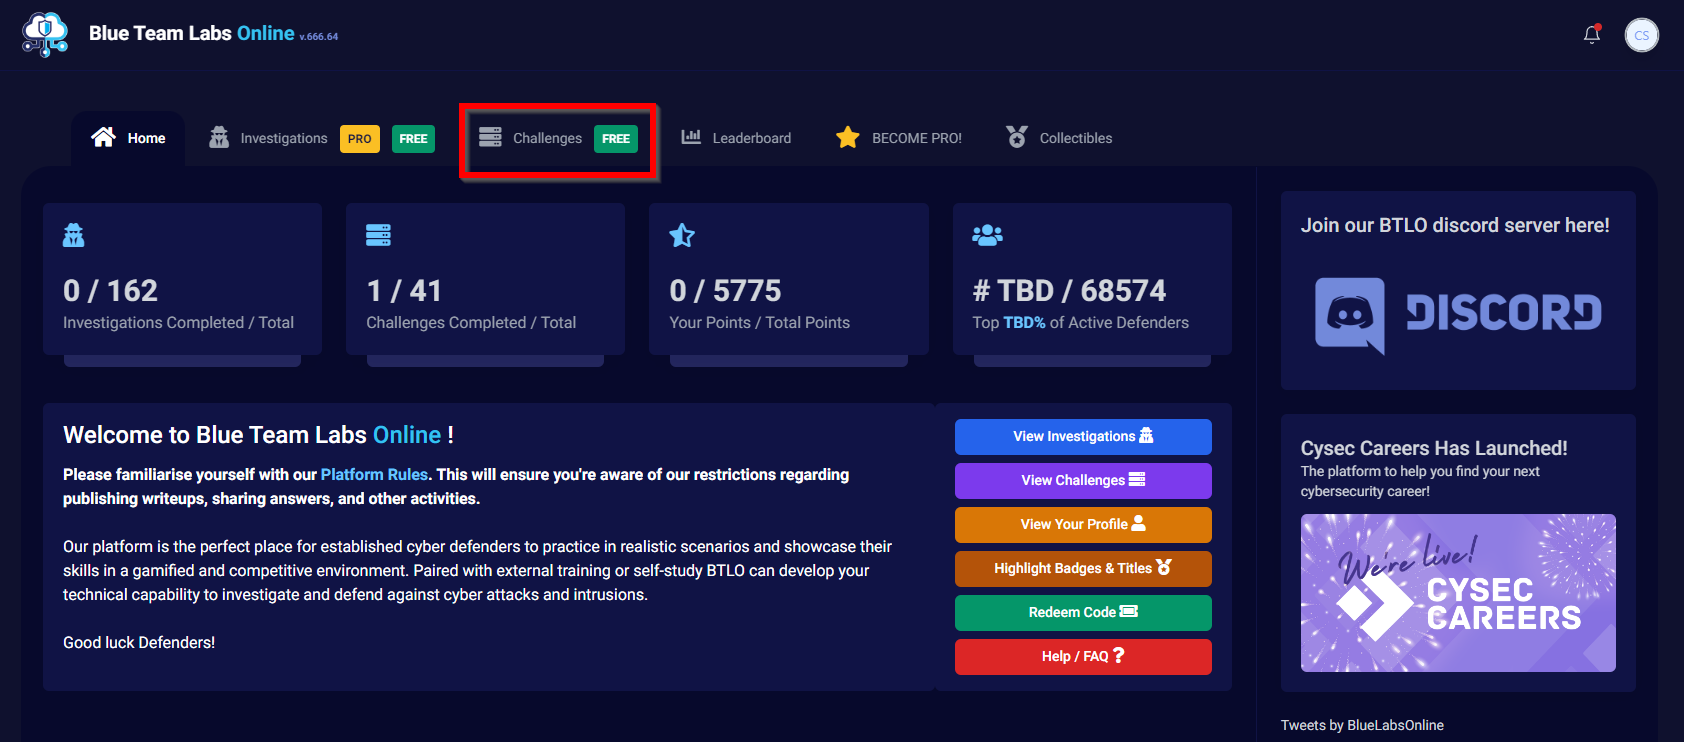 Blue Team Labs Online v.666.64
CS
Home
Investigations PRO FREE
Challenges FREE
Leaderboard
BECOME PRO!
Collectibles
0 / 162
Investigations Completed / Total
1 / 41
Challenges Completed / Total
0 / 5775
Your Points / Total Points
# TBD / 68574
Top TBD% of Active Defenders
Welcome to Blue Team Labs Online !
Please familiarise yourself with our Platform Rules. This will ensure you're aware of our restrictions regarding
publishing writeups, sharing answers, and other activities.
Our platform is the perfect place for established cyber defenders to practice in realistic scenarios and showcase their
skills in a gamified and competitive environment. Paired with external training or self-study BTLO can develop your
technical capability to investigate and defend against cyber attacks and intrusions.
Good luck Defenders!
View Investigations
View Challenges
View Your Profile
Highlight Badges & Titles
Redeem Code
Help / FAQ ?
Join our BTLO discord server here!
DISCORD
Cysec Careers Has Launched!
The platform to help you find your next
cybersecurity career!
We're live!
CYSEC
CAREERS
Tweets by BlueLabsOnline